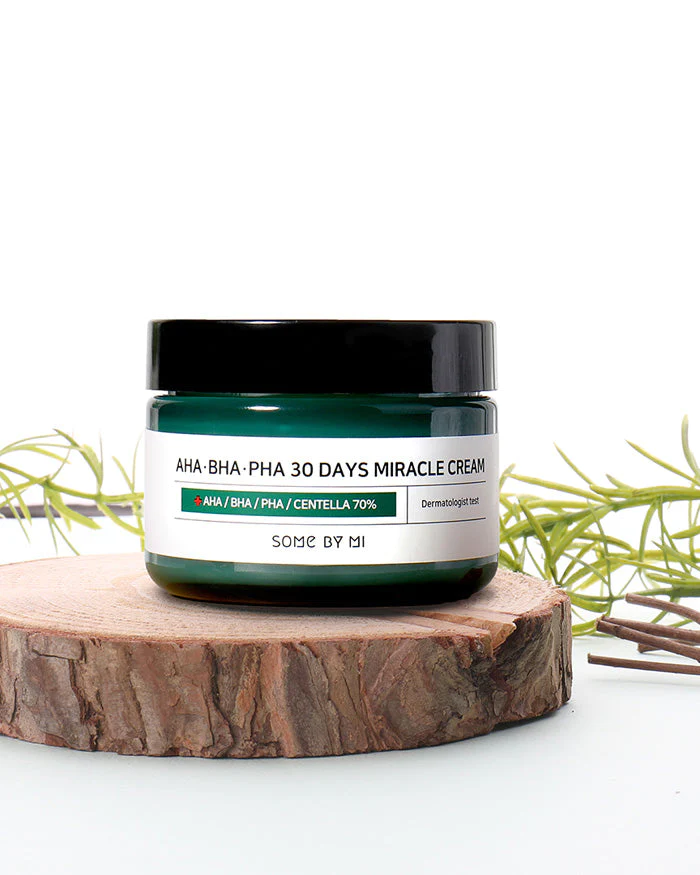 AHA·BHA·PHA 30 DAYS MIRACLE CREAM
+AHA / BHA / PHA / CENTELLA 70%
Dermatologist test
SOME BY MI